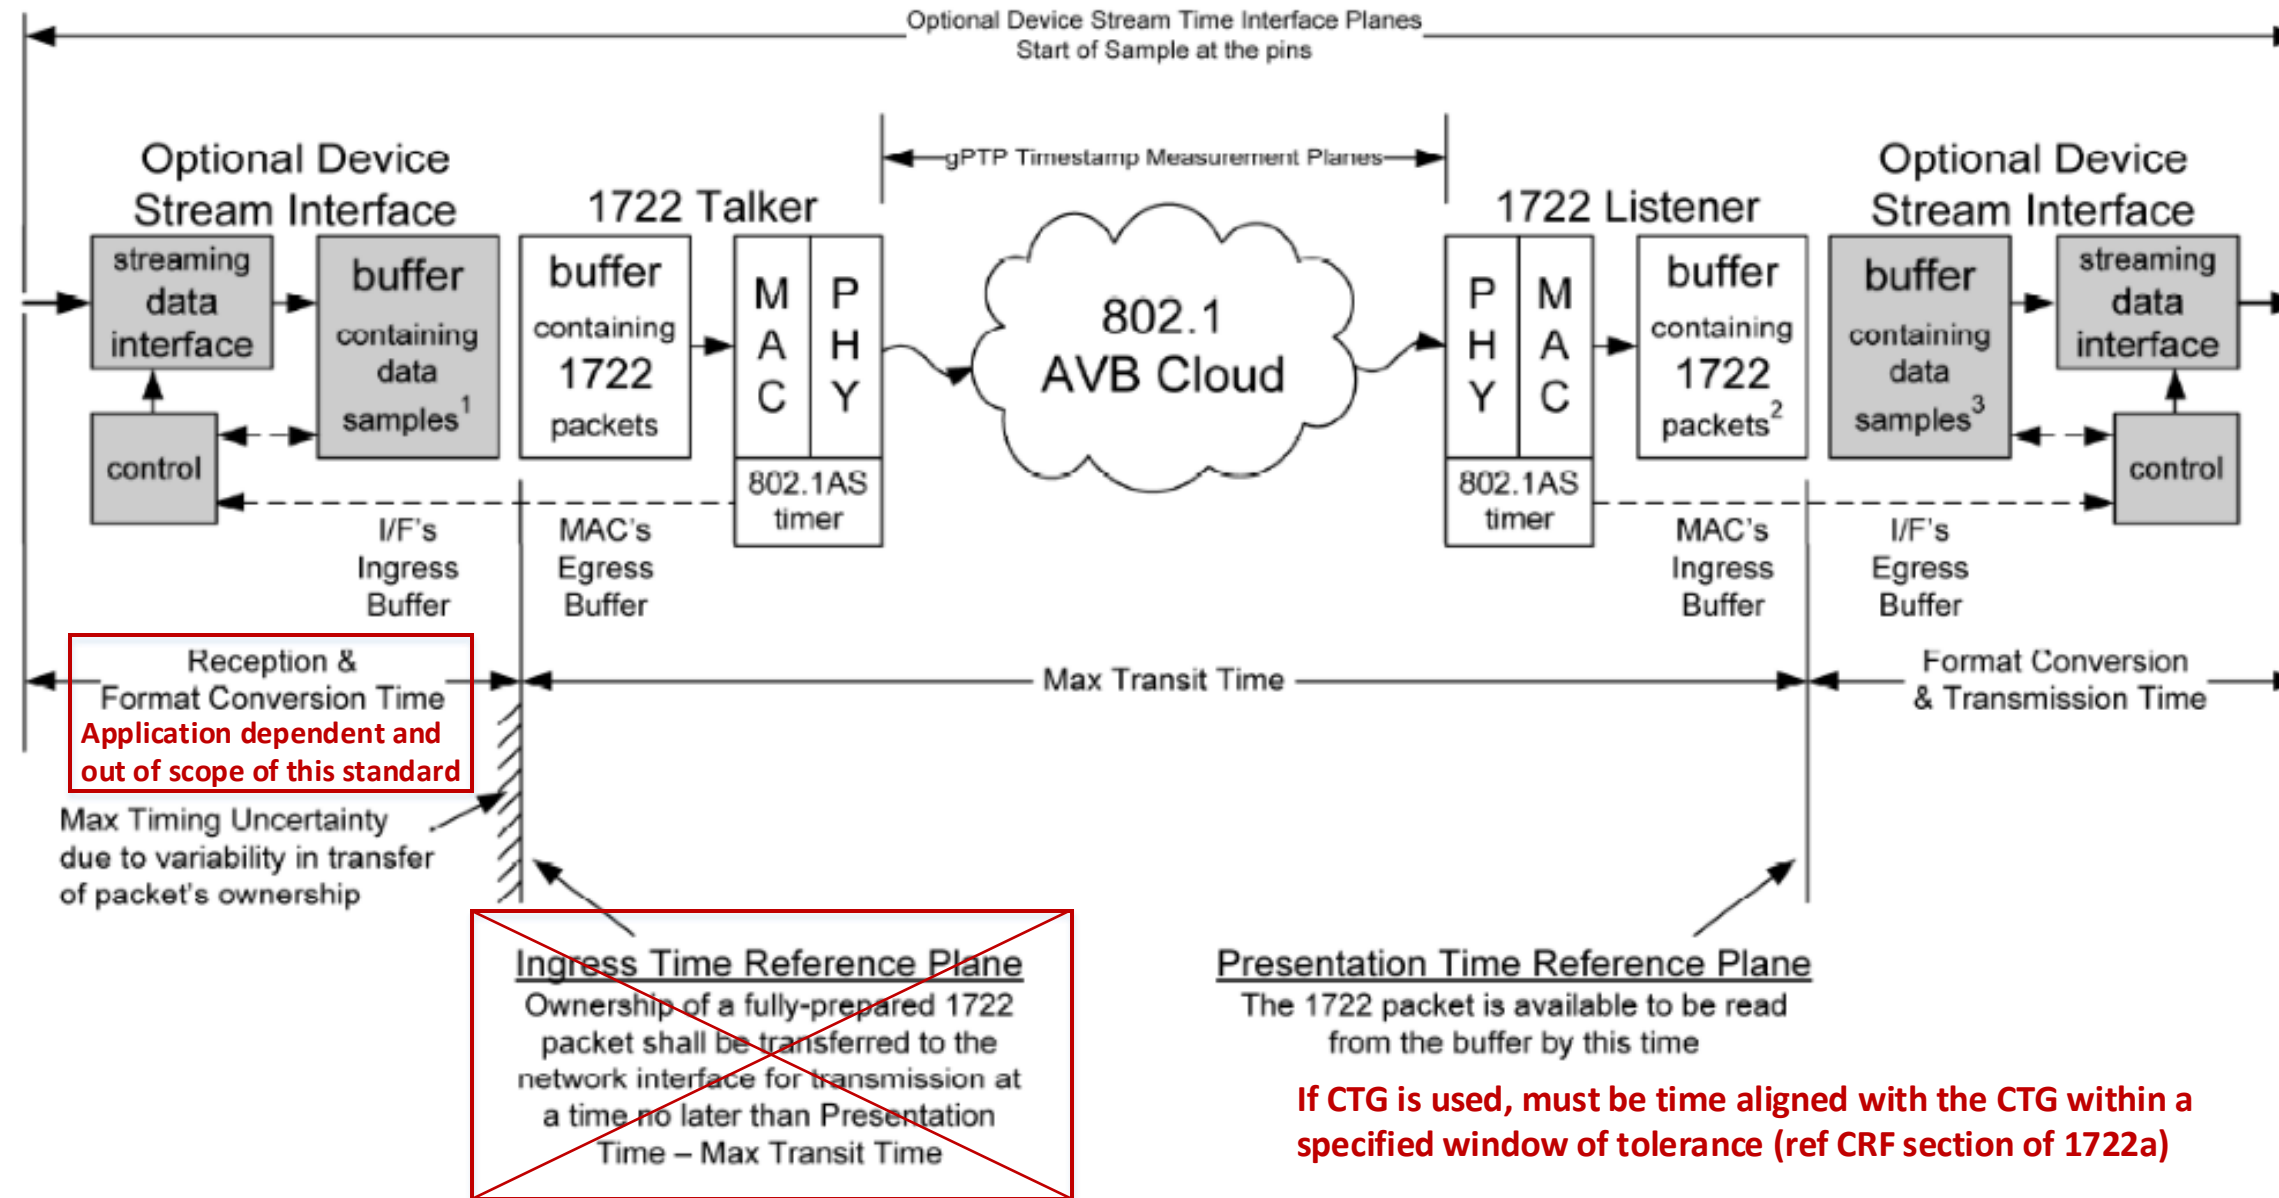 Optional Device Stream Time Interface Planes
Start of Sample at the pins
gPTP Timestamp Measurement Planes
Optional Device
Stream Interface
1722 Talker
1722 Listener
Optional Device
Stream Interface
streaming
data
interface
buffer
containing
data
samples¹
control
buffer
containing
1722
packets
M
A
C
P
H
Y
802.1AS
timer
802.1
AVB Cloud
P
H
Y
M
A
C
802.1AS
timer
buffer
containing
1722
packets²
buffer
containing
data
samples³
streaming
data
interface
control
I/F's
Ingress
Buffer
MAC's
Egress
Buffer
MAC's
Ingress
Buffer
I/F's
Egress
Buffer
Reception &
Format Conversion Time
Application dependent and
out of scope of this standard
Max Transit Time
Format Conversion
& Transmission Time
Max Timing Uncertainty
due to variability in transfer
of packet's ownership
Ingress Time Reference Plane
Ownership of a fully-prepared 1722
packet shall be transferred to the
network interface for transmission at
a time no later than Presentation
Time – Max Transit Time
Presentation Time Reference Plane
The 1722 packet is available to be read
from the buffer by this time
If CTG is used, must be time aligned with the CTG within a
specified window of tolerance (ref CRF section of 1722a)